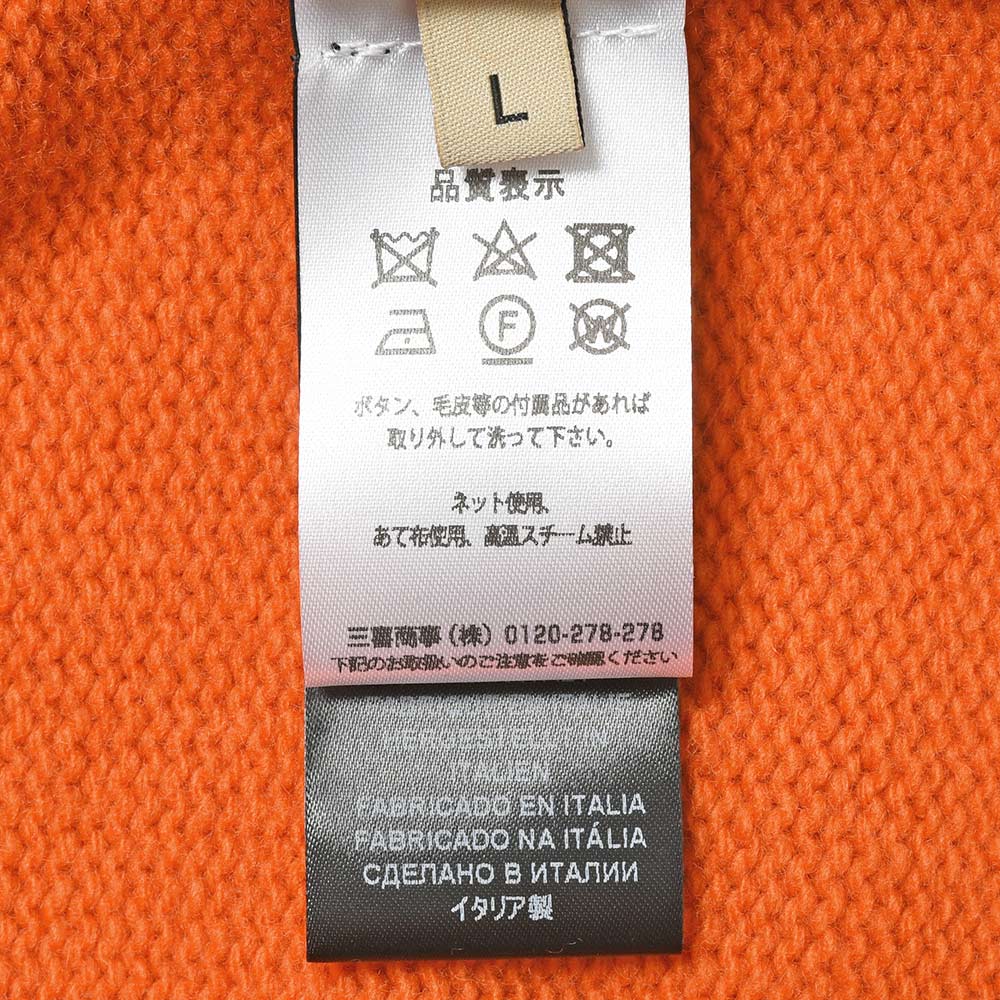 L
品質表示
F
W
ボタン、毛皮等の付属品があれば
取り外して洗って下さい。
ネット使用、
あて布使用、高温スチーム禁止
三喜商事(株)0120-278-278
下記のお取扱いのご注意をご確認ください
HERGESTELLT IN
ITALIEN
FABRICADO EN ITALIA
FABRICADO NA ITÁLIA
СДЕЛАНО В ИТАЛИИ
イタリア製